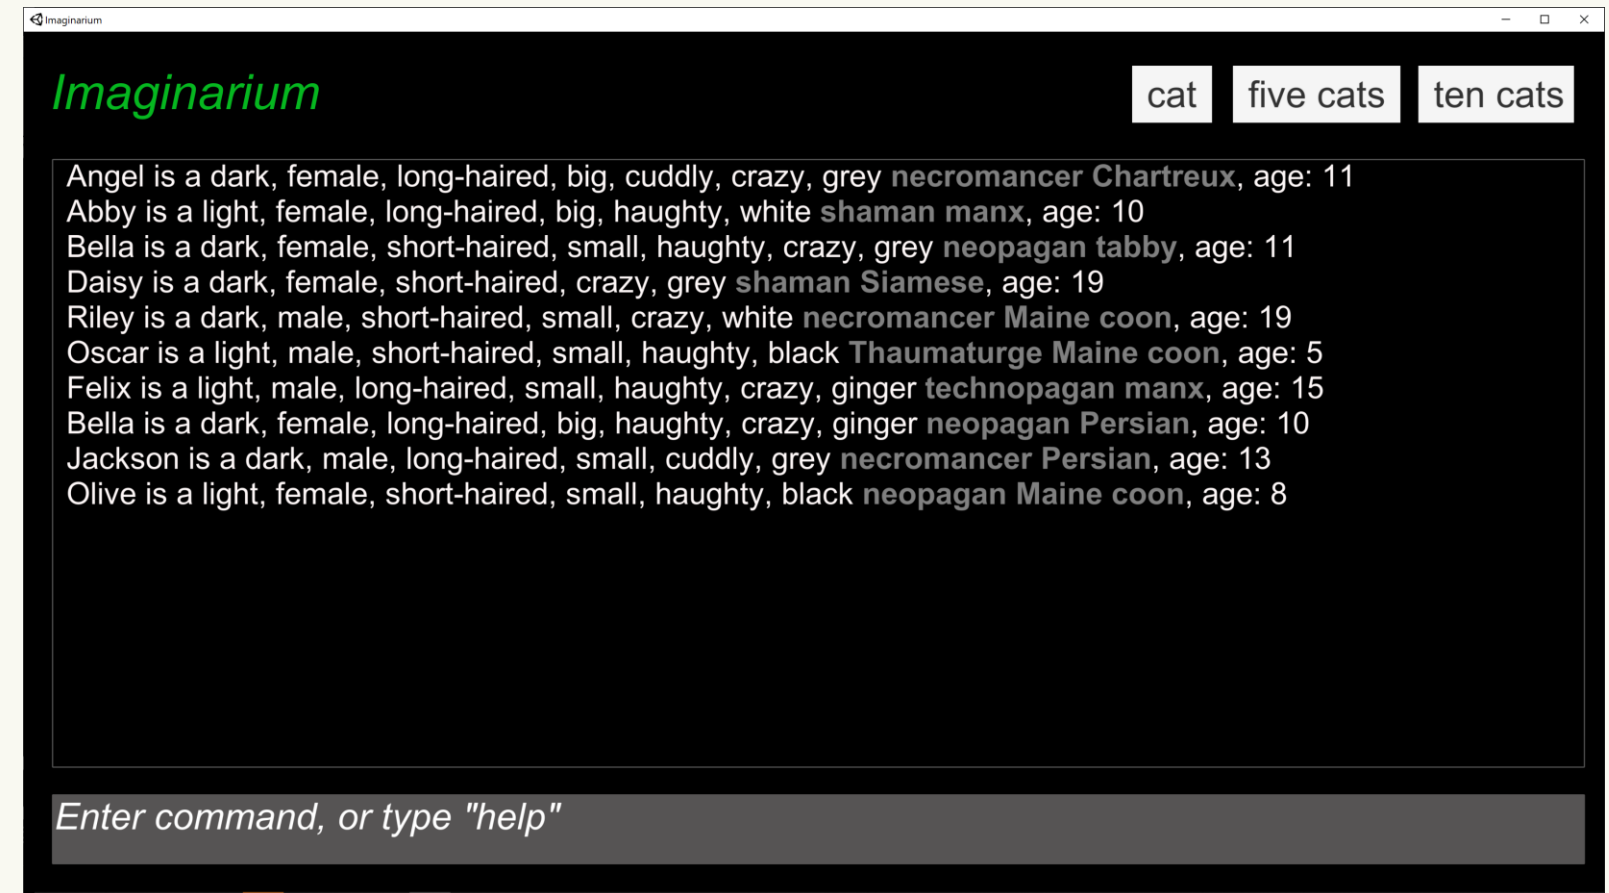 Imaginarium
Imaginarium
cat
five cats
ten cats
Angel is a dark, female, long-haired, big, cuddly, crazy, grey necromancer Chartreux, age: 11
Abby is a light, female, long-haired, big, haughty, white shaman manx, age: 10
Bella is a dark, female, short-haired, small, haughty, crazy, grey neopagan tabby, age: 11
Daisy is a dark, female, short-haired, crazy, grey shaman Siamese, age: 19
Riley is a dark, male, short-haired, small, crazy, white necromancer Maine coon, age: 19
Oscar is a light, male, short-haired, small, haughty, black Thaumaturge Maine coon, age: 5
Felix is a light, male, long-haired, small, haughty, crazy, ginger technopagan manx, age: 15
Bella is a dark, female, long-haired, big, haughty, crazy, ginger neopagan Persian, age: 10
Jackson is a dark, male, long-haired, small, cuddly, grey necromancer Persian, age: 13
Olive is a light, female, short-haired, small, haughty, black neopagan Maine coon, age: 8
Enter command, or type "help"